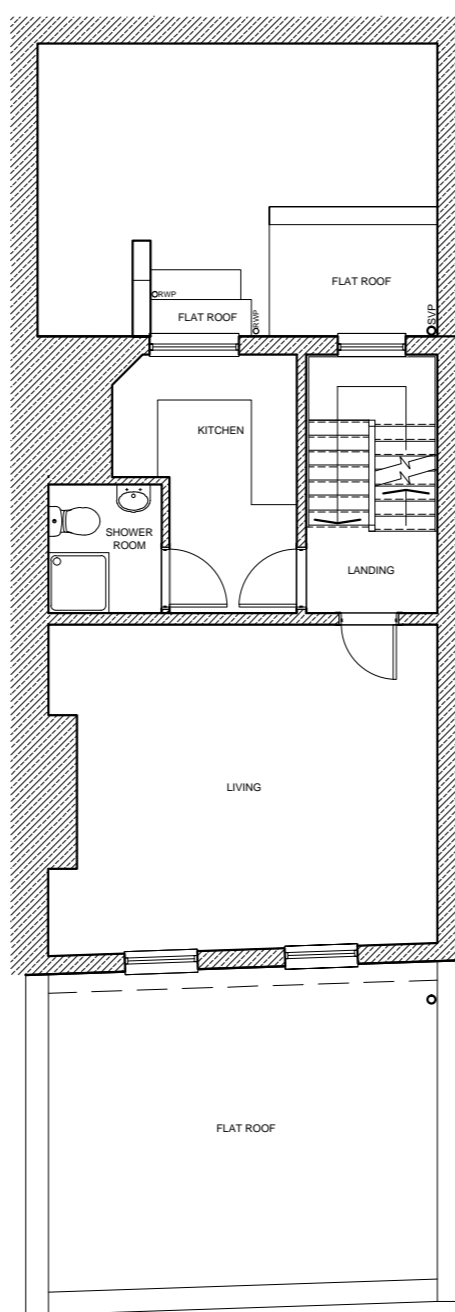 FLAT ROOF
SVP
RWP
FLAT ROOF
RWP
KITCHEN
SHOWER
ROOM
LANDING
LIVING
FLAT ROOF